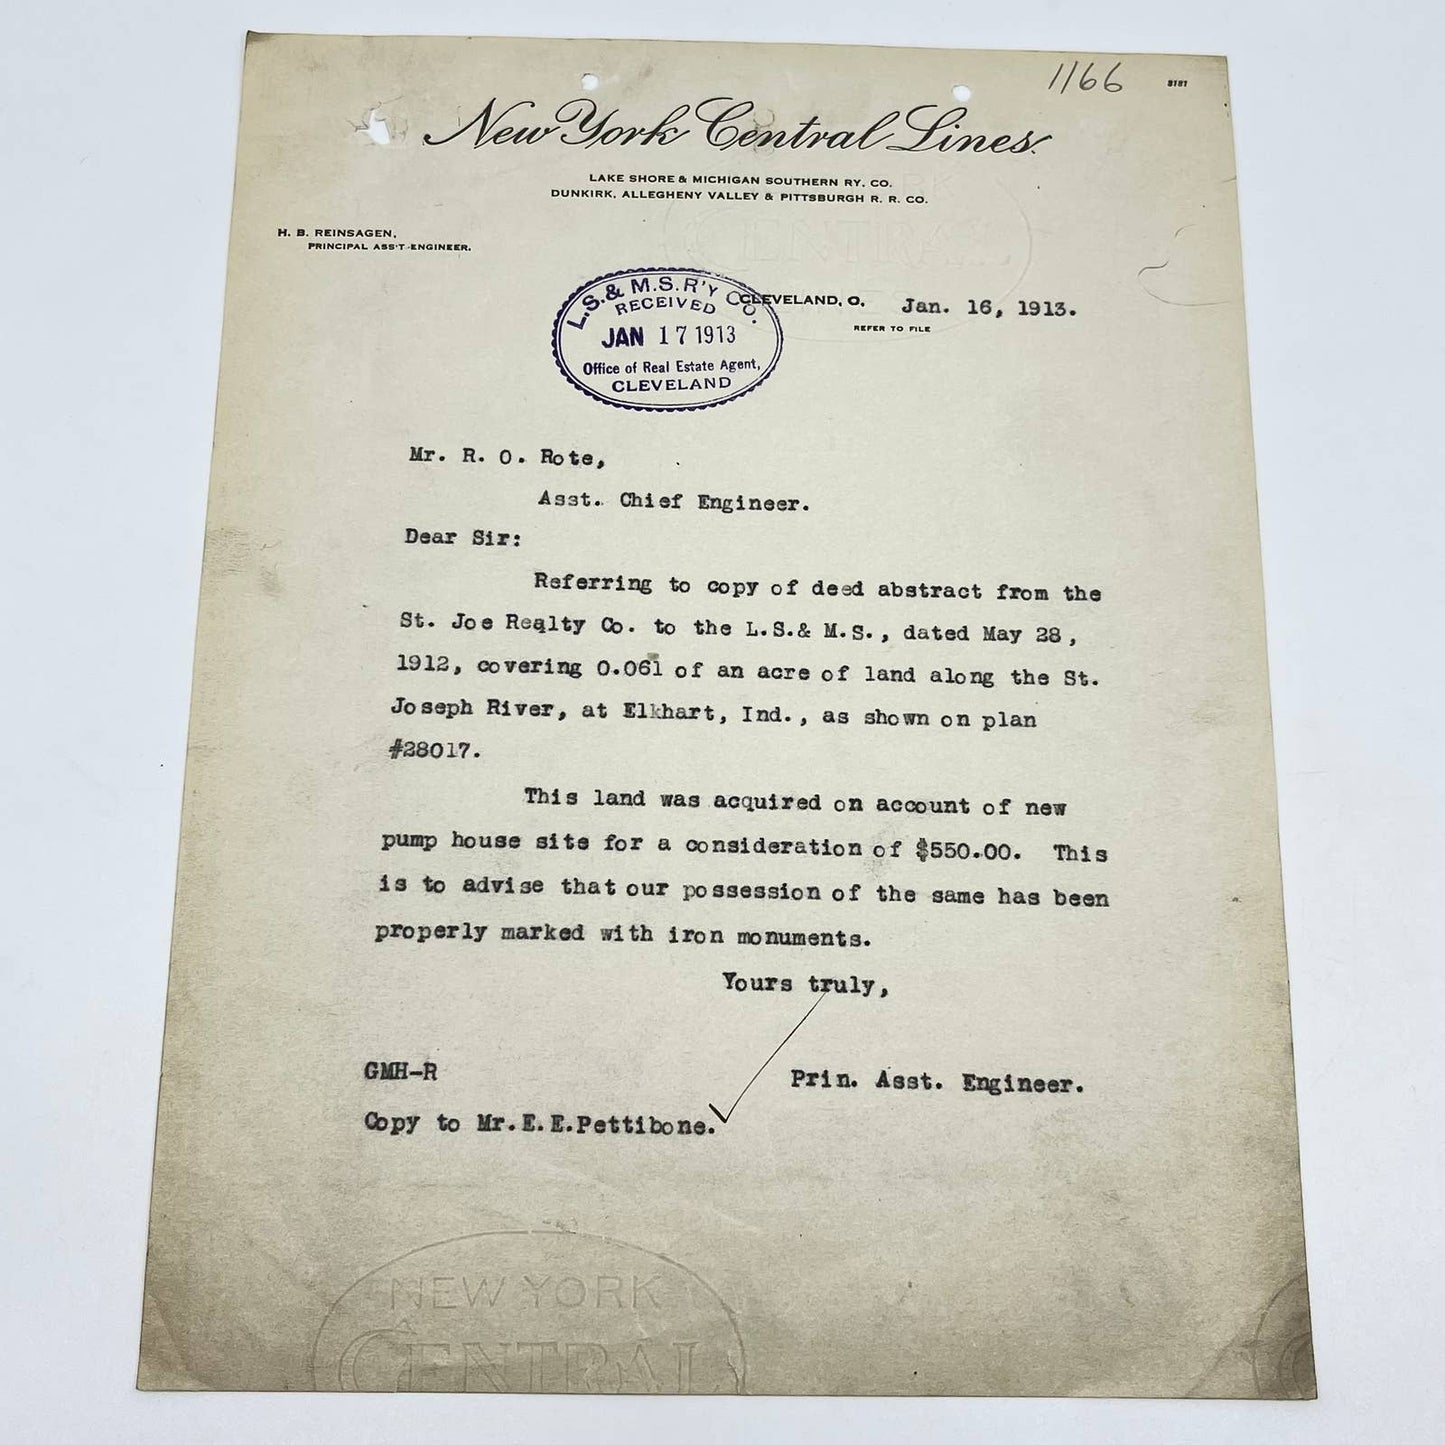 1166
8181
New York Central Lines.
LAKE SHORE & MICHIGAN SOUTHERN RY. CO.
DUNKIRK, ALLEGHENY VALLEY & PITTSBURGH R. R. CO.
H. B. REINSAGEN,
PRINCIPAL ASS'T ENGINEER.
L.S.& M.S.R'Y CO.
RECEIVED
JAN 17 1913
Office of Real Estate Agent,
CLEVELAND
CLEVELAND, O. Jan. 16, 1913.
REFER TO FILE
Mr. R. O. Rote,
Asst. Chief Engineer.
Dear Sir:
Referring to copy of deed abstract from the
St. Joe Realty Co. to the L.S.& M.S., dated May 28,
1912, covering 0.061 of an acre of land along the St.
Joseph River, at Elkhart, Ind., as shown on plan
#28017.
This land was acquired on account of new
pump house site for a consideration of $550.00. This
is to advise that our possession of the same has been
properly marked with iron monuments.
Yours truly,
GMH-R
Prin. Asst. Engineer.
Copy to Mr.E.E.Pettibone.
NEW YORK
CENTRAL